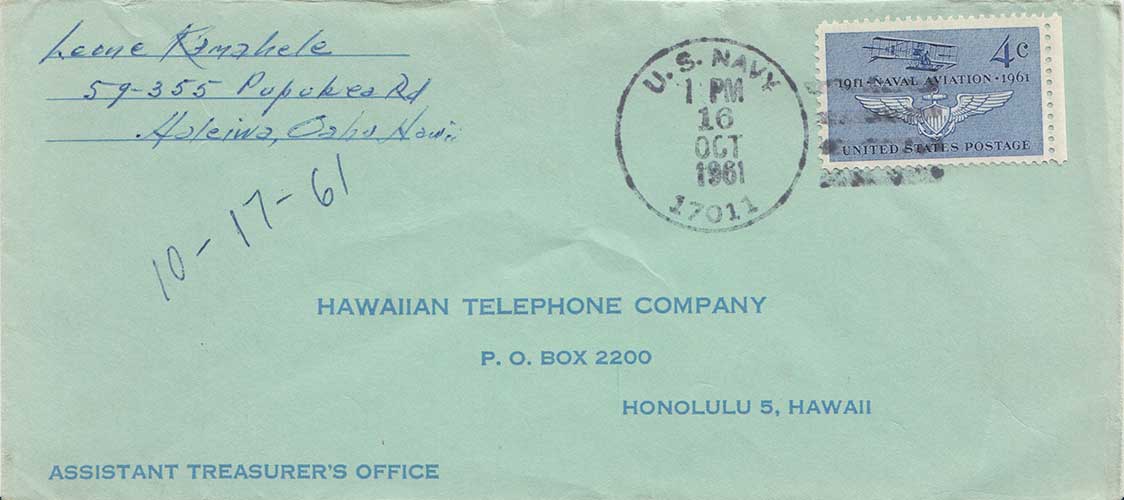 Leone Kamahele
59-355 Pupukea Rd
Haleiwa, Oahu Hawii
10-17-61
U.S. NAVY
1 PM
16
OCT
1961
17011
4c
1911·NAVAL AVIATION·1961
UNITED STATES POSTAGE
HAWAIIAN TELEPHONE COMPANY
P. O. BOX 2200
HONOLULU 5, HAWAII
ASSISTANT TREASURER'S OFFICE